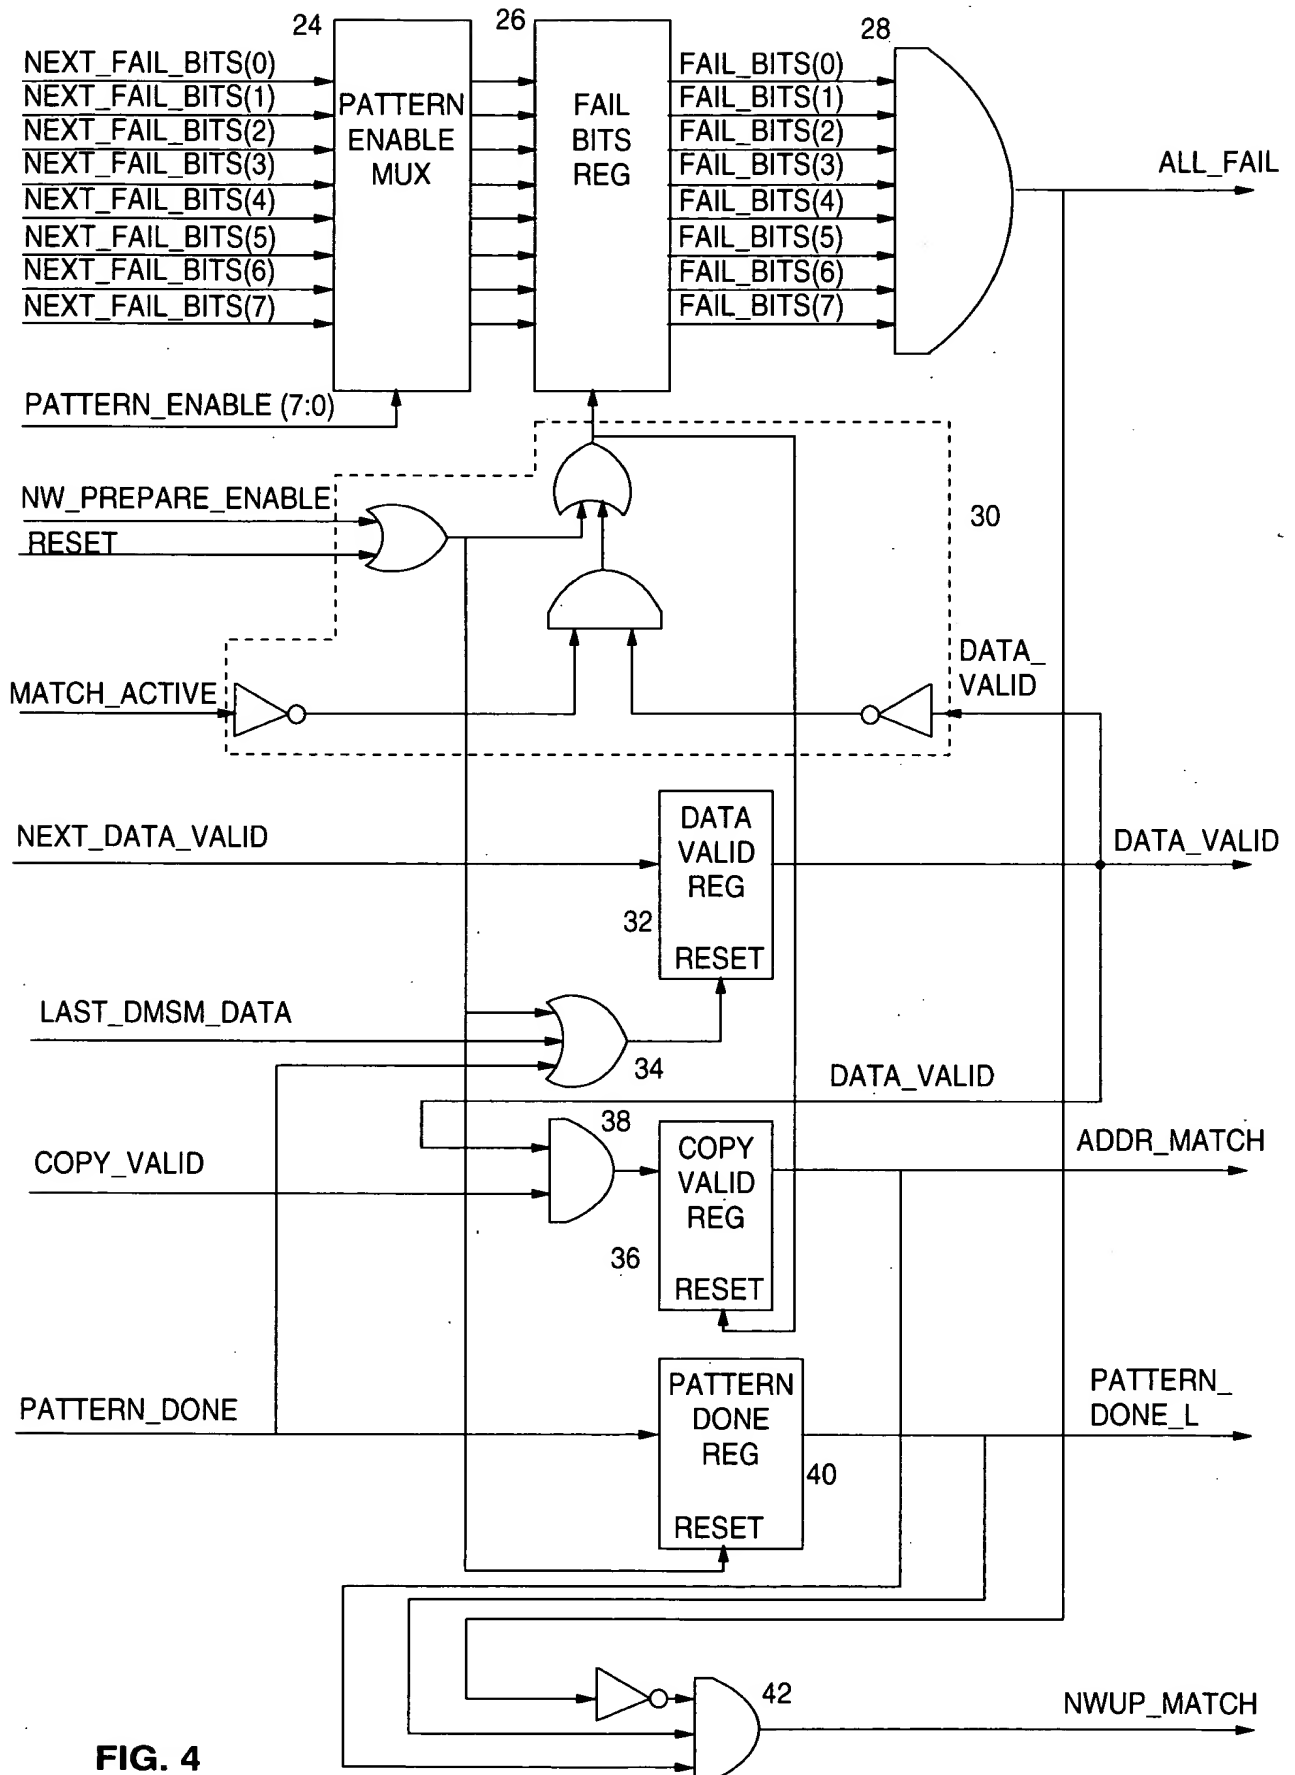 24
26
28
NEXT_FAIL_BITS(0)
NEXT_FAIL_BITS(1)
NEXT_FAIL_BITS(2)
NEXT_FAIL_BITS(3)
NEXT_FAIL_BITS(4)
NEXT_FAIL_BITS(5)
NEXT_FAIL_BITS(6)
NEXT_FAIL_BITS(7)
PATTERN
ENABLE
MUX
FAIL
BITS
REG
FAIL_BITS(0)
FAIL_BITS(1)
FAIL_BITS(2)
FAIL_BITS(3)
FAIL_BITS(4)
FAIL_BITS(5)
FAIL_BITS(6)
FAIL_BITS(7)
ALL_FAIL
PATTERN_ENABLE (7:0)
NW_PREPARE_ENABLE
RESET
30
MATCH_ACTIVE
DATA_
VALID
NEXT_DATA_VALID
DATA
VALID
REG
32
RESET
DATA_VALID
LAST_DMSM_DATA
34
DATA_VALID
38
COPY_VALID
COPY
VALID
REG
36
RESET
ADDR_MATCH
PATTERN_DONE
PATTERN
DONE
REG
40
RESET
PATTERN_
DONE_L
42
NWUP_MATCH
FIG. 4